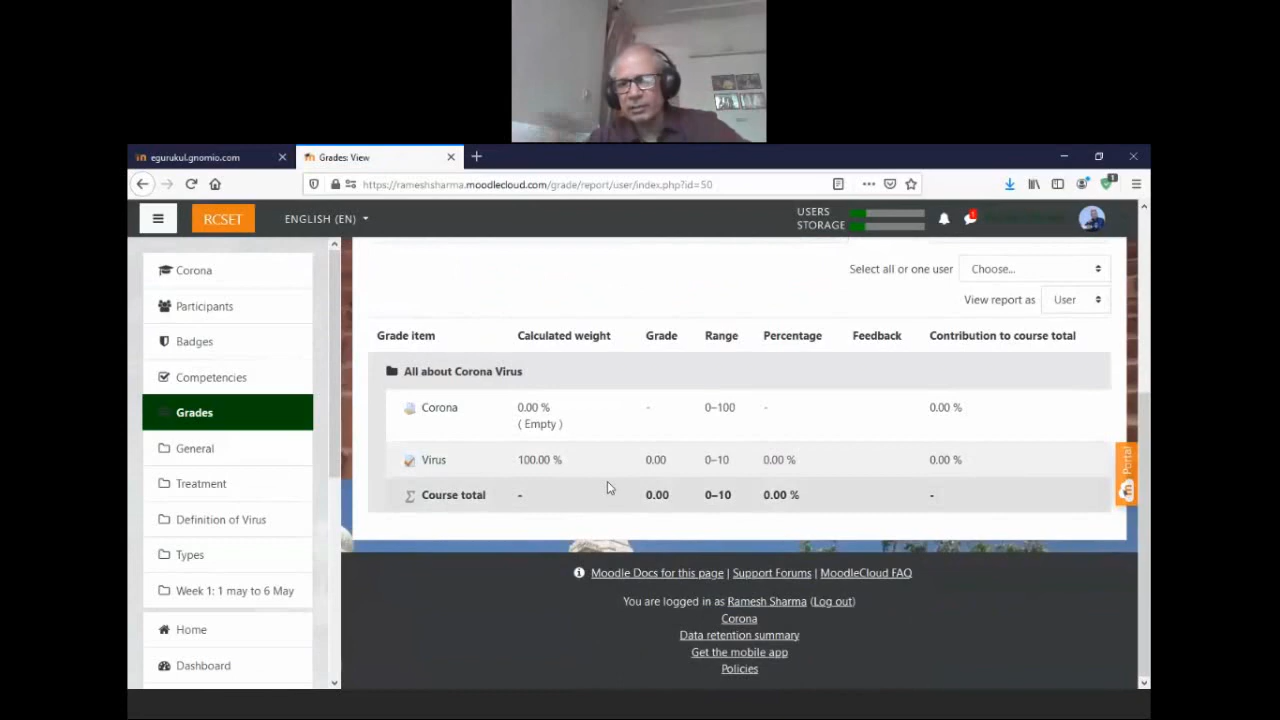 egurukul.gnomio.com
Grades: View
https://rameshsharma.moodlecloud.com/grade/report/user/index.php?id=50
1
RCSET
ENGLISH (EN)
USERS
STORAGE
Corona
Participants
Badges
Competencies
Grades
General
Treatment
Definition of Virus
Types
Week 1: 1 may to 6 May
Home
Dashboard
Select all or one user Choose...
View report as User
Grade item Calculated weight Grade Range Percentage Feedback Contribution to course total
All about Corona Virus
Corona 0.00 % - 0–100 - 0.00 %
( Empty )
Virus 100.00 % 0.00 0–10 0.00 % 0.00 %
Course total - 0.00 0–10 0.00 % -
Portal
Moodle Docs for this page | Support Forums | MoodleCloud FAQ
You are logged in as Ramesh Sharma (Log out)
Corona
Data retention summary
Get the mobile app
Policies